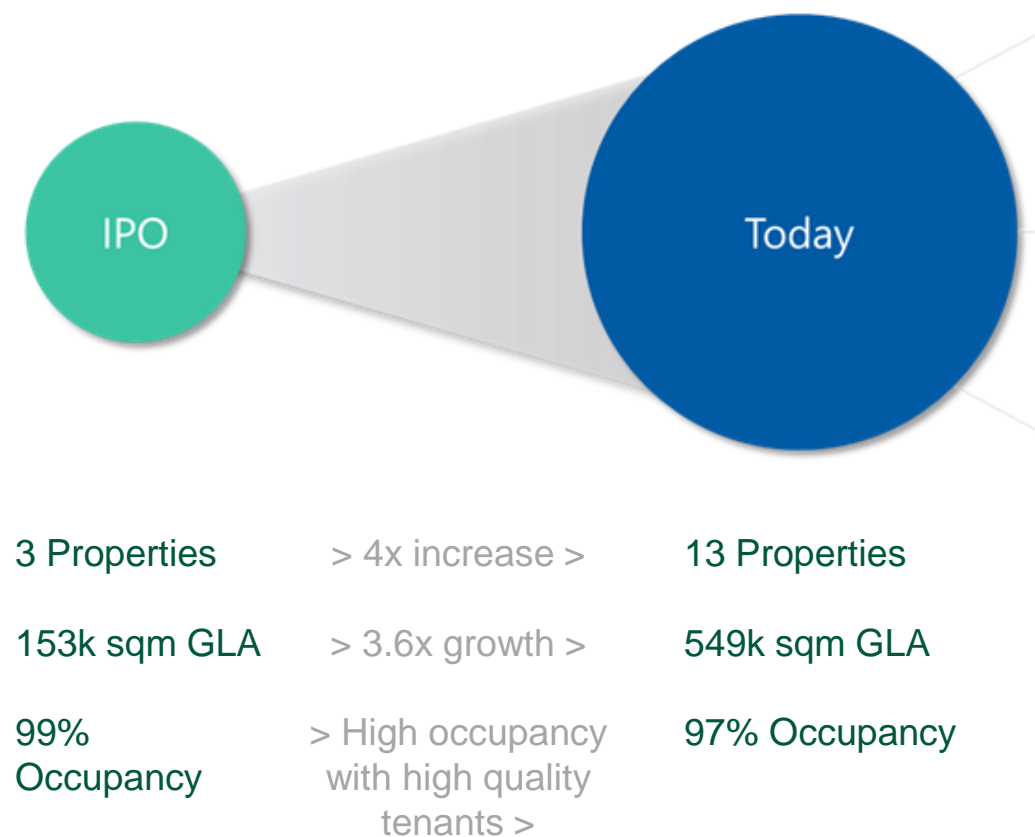 IPO
Today
3 Properties
> 4x increase >
13 Properties
153k sqm GLA
> 3.6x growth >
549k sqm GLA
99%
Occupancy
> High occupancy
with high quality
tenants >
97% Occupancy